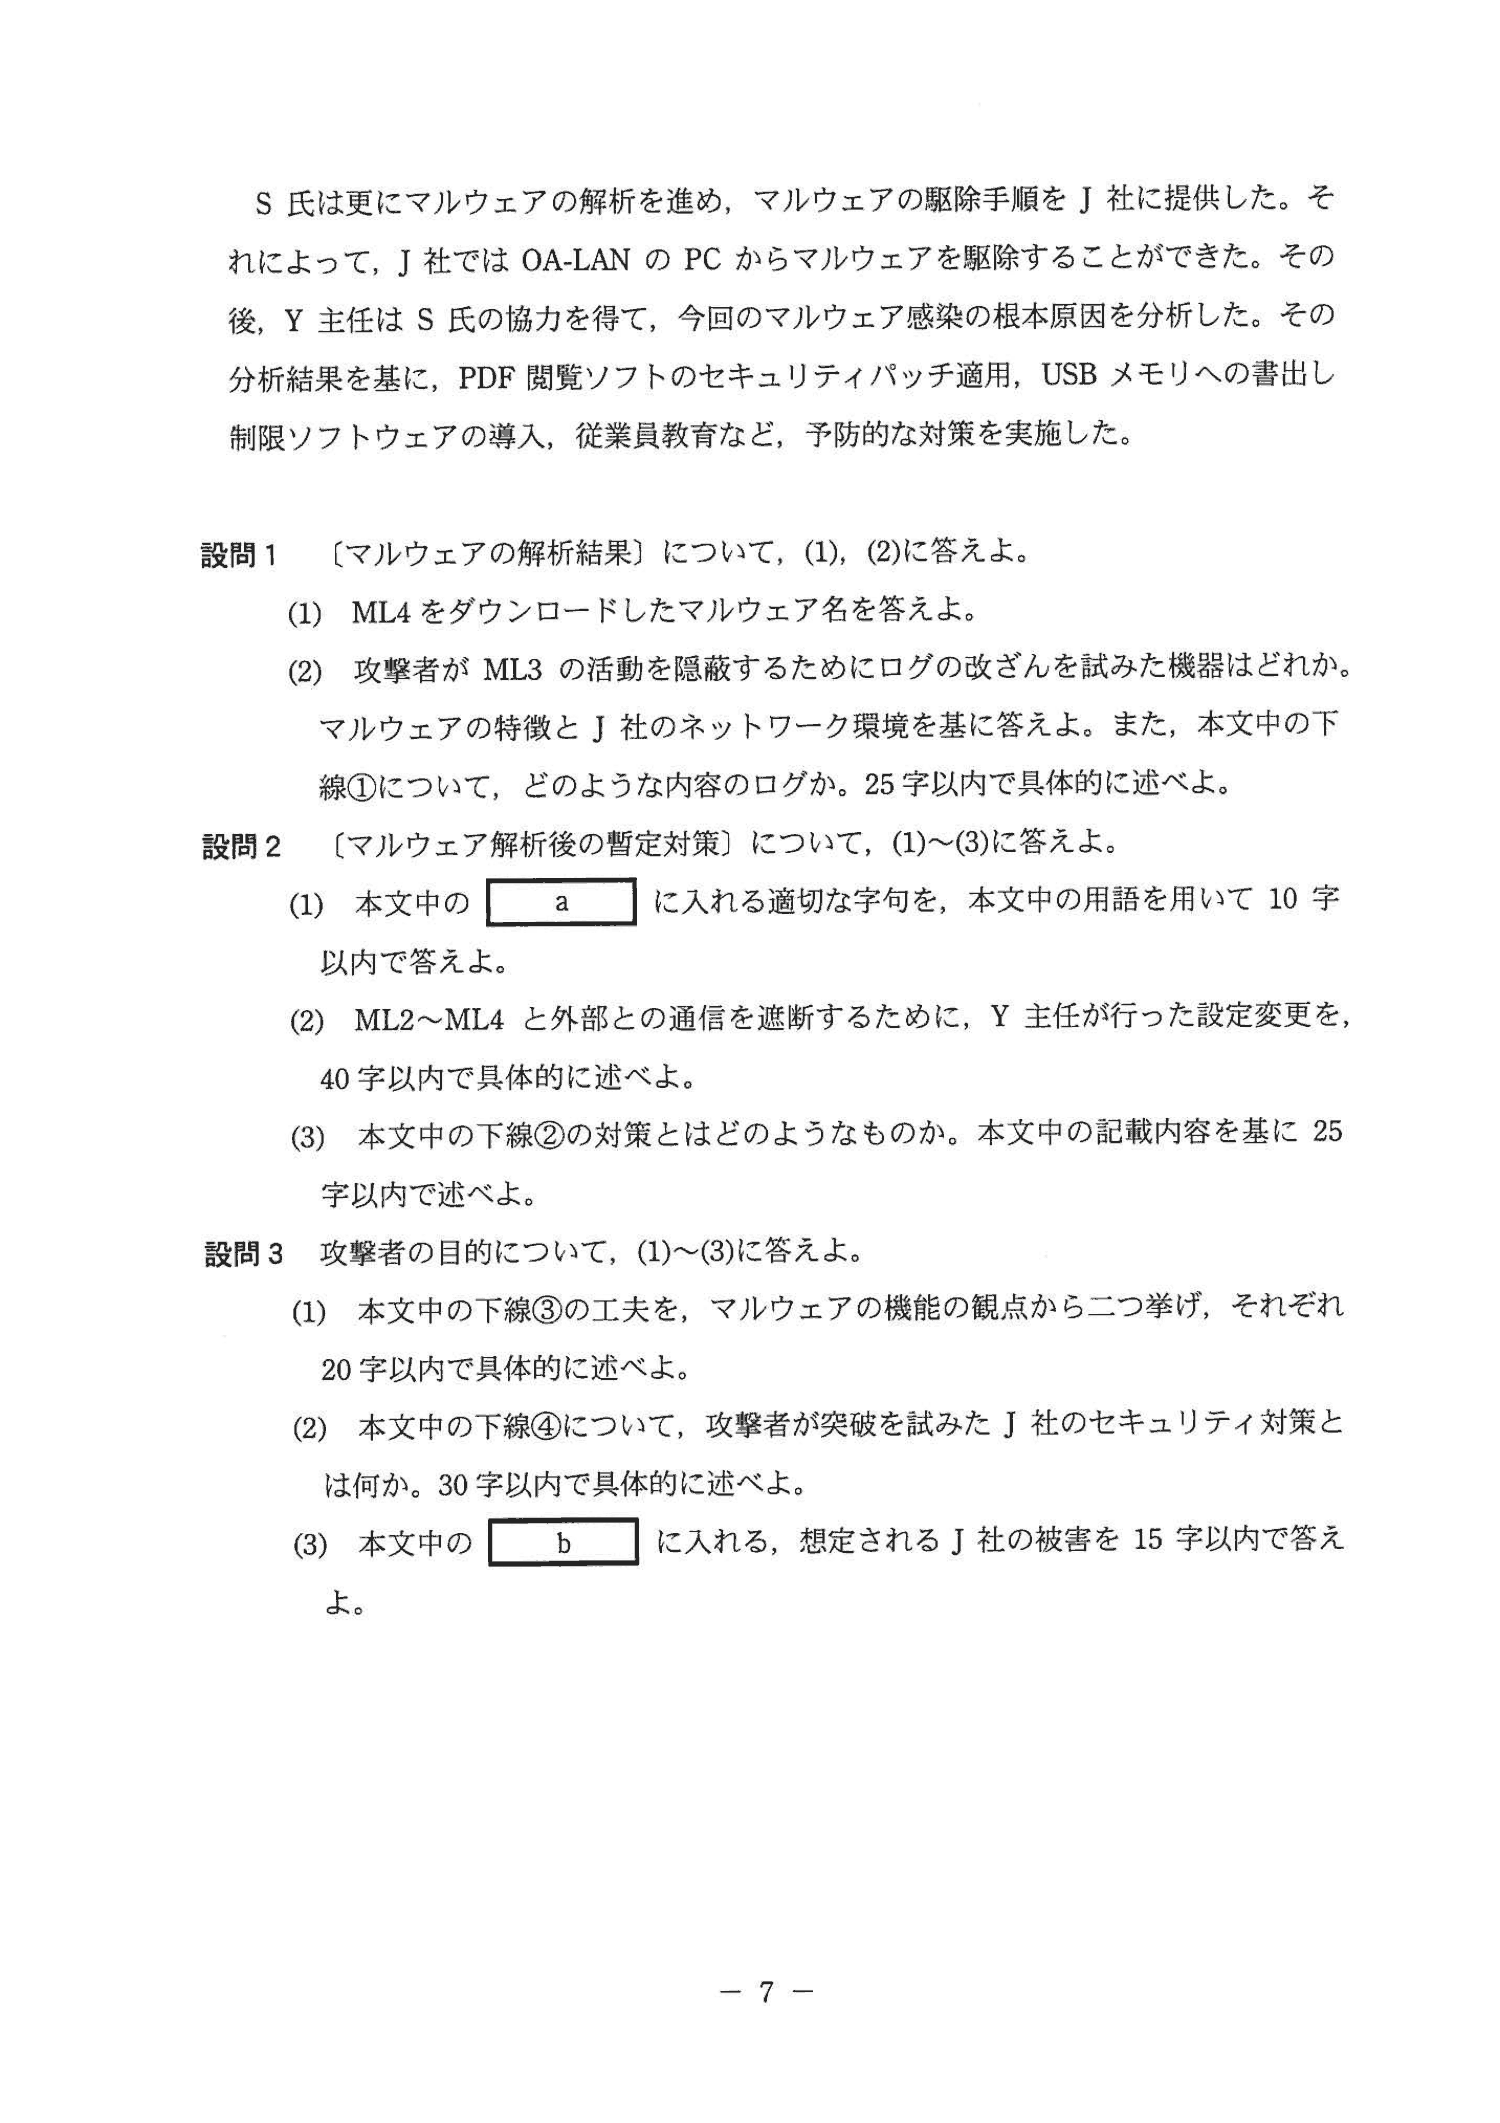 S 氏は更にマルウェアの解析を進め，マルウェアの駆除手順を J 社に提供した。そ
れによって，J 社では OA-LAN の PC からマルウェアを駆除することができた。その
後，Y 主任は S 氏の協力を得て，今回のマルウェア感染の根本原因を分析した。その
分析結果を基に，PDF 閲覧ソフトのセキュリティパッチ適用，USB メモリへの書出し
制限ソフトウェアの導入，従業員教育など，予防的な対策を実施した。
設問1 〔マルウェアの解析結果〕について，(1)，(2)に答えよ。
(1) ML4 をダウンロードしたマルウェア名を答えよ。
(2) 攻撃者が ML3 の活動を隠蔽するためにログの改ざんを試みた機器はどれか。
マルウェアの特徴と J 社のネットワーク環境を基に答えよ。また，本文中の下
線①について，どのような内容のログか。25 字以内で具体的に述べよ。
設問2 〔マルウェア解析後の暫定対策〕について，(1)～(3)に答えよ。
(1) 本文中の a に入れる適切な字句を，本文中の用語を用いて 10 字
以内で答えよ。
(2) ML2～ML4 と外部との通信を遮断するために，Y 主任が行った設定変更を，
40 字以内で具体的に述べよ。
(3) 本文中の下線②の対策とはどのようなものか。本文中の記載内容を基に 25
字以内で述べよ。
設問3 攻撃者の目的について，(1)～(3)に答えよ。
(1) 本文中の下線③の工夫を，マルウェアの機能の観点から二つ挙げ，それぞれ
20 字以内で具体的に述べよ。
(2) 本文中の下線④について，攻撃者が突破を試みた J 社のセキュリティ対策と
は何か。30 字以内で具体的に述べよ。
(3) 本文中の b に入れる，想定される J 社の被害を 15 字以内で答え
よ。
－ 7 －